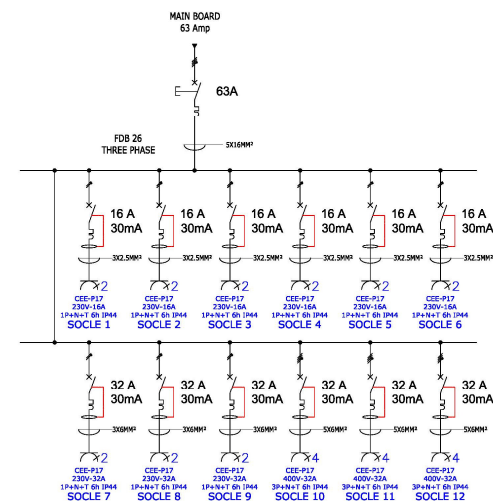 MAIN BOARD
63 Amp
63A
FDB 26
THREE PHASE
5X16MM²
16 A 16 A 16 A 16 A 16 A 16 A
30mA 30mA 30mA 30mA 30mA 30mA
3X2.5MM² 3X2.5MM² 3X2.5MM² 3X2.5MM² 3X2.5MM² 3X2.5MM²
2 2 2 2 2 2
CEE-P17 CEE-P17 CEE-P17 CEE-P17 CEE-P17 CEE-P17
230V-16A 230V-16A 230V-16A 230V-16A 230V-16A 230V-16A
1P+N+T 6h IP44 1P+N+T 6h IP44 1P+N+T 6h IP44 1P+N+T 6h IP44 1P+N+T 6h IP44 1P+N+T 6h IP44
SOCLE 1 SOCLE 2 SOCLE 3 SOCLE 4 SOCLE 5 SOCLE 6
32 A 32 A 32 A 32 A 32 A 32 A
30mA 30mA 30mA 30mA 30mA 30mA
3X6MM² 3X6MM² 3X6MM² 5X6MM² 5X6MM² 5X6MM²
2 2 2 4 4 4
CEE-P17 CEE-P17 CEE-P17 CEE-P17 CEE-P17 CEE-P17
230V-32A 230V-32A 230V-32A 400V-32A 400V-32A 400V-32A
1P+N+T 6h IP44 1P+N+T 6h IP44 1P+N+T 6h IP44 3P+N+T 6h IP44 3P+N+T 6h IP44 3P+N+T 6h IP44
SOCLE 7 SOCLE 8 SOCLE 9 SOCLE 10 SOCLE 11 SOCLE 12